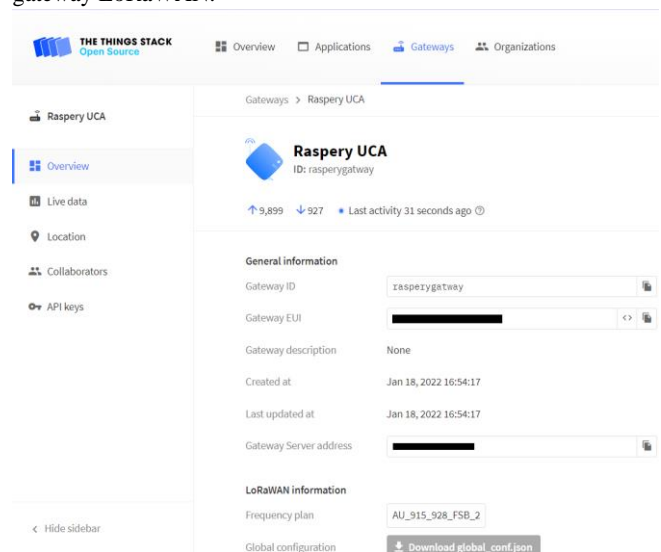 gateway LoRaWAN.
THE THINGS STACK
Open Source
Overview Applications Gateways Organizations
Gateways > Raspery UCA
Raspery UCA
Raspery UCA
ID: rasperygatway
Overview
Live data
↑ 9,899 ↓ 927 • Last activity 31 seconds ago
Location
Collaborators
General information
Gateway ID rasperygatway
API keys
Gateway EUI
Gateway description None
Created at Jan 18, 2022 16:54:17
Last updated at Jan 18, 2022 16:54:17
Gateway Server address
LoRaWAN information
Frequency plan AU_915_928_FSB_2
< Hide sidebar
Global configuration Download global_conf.json